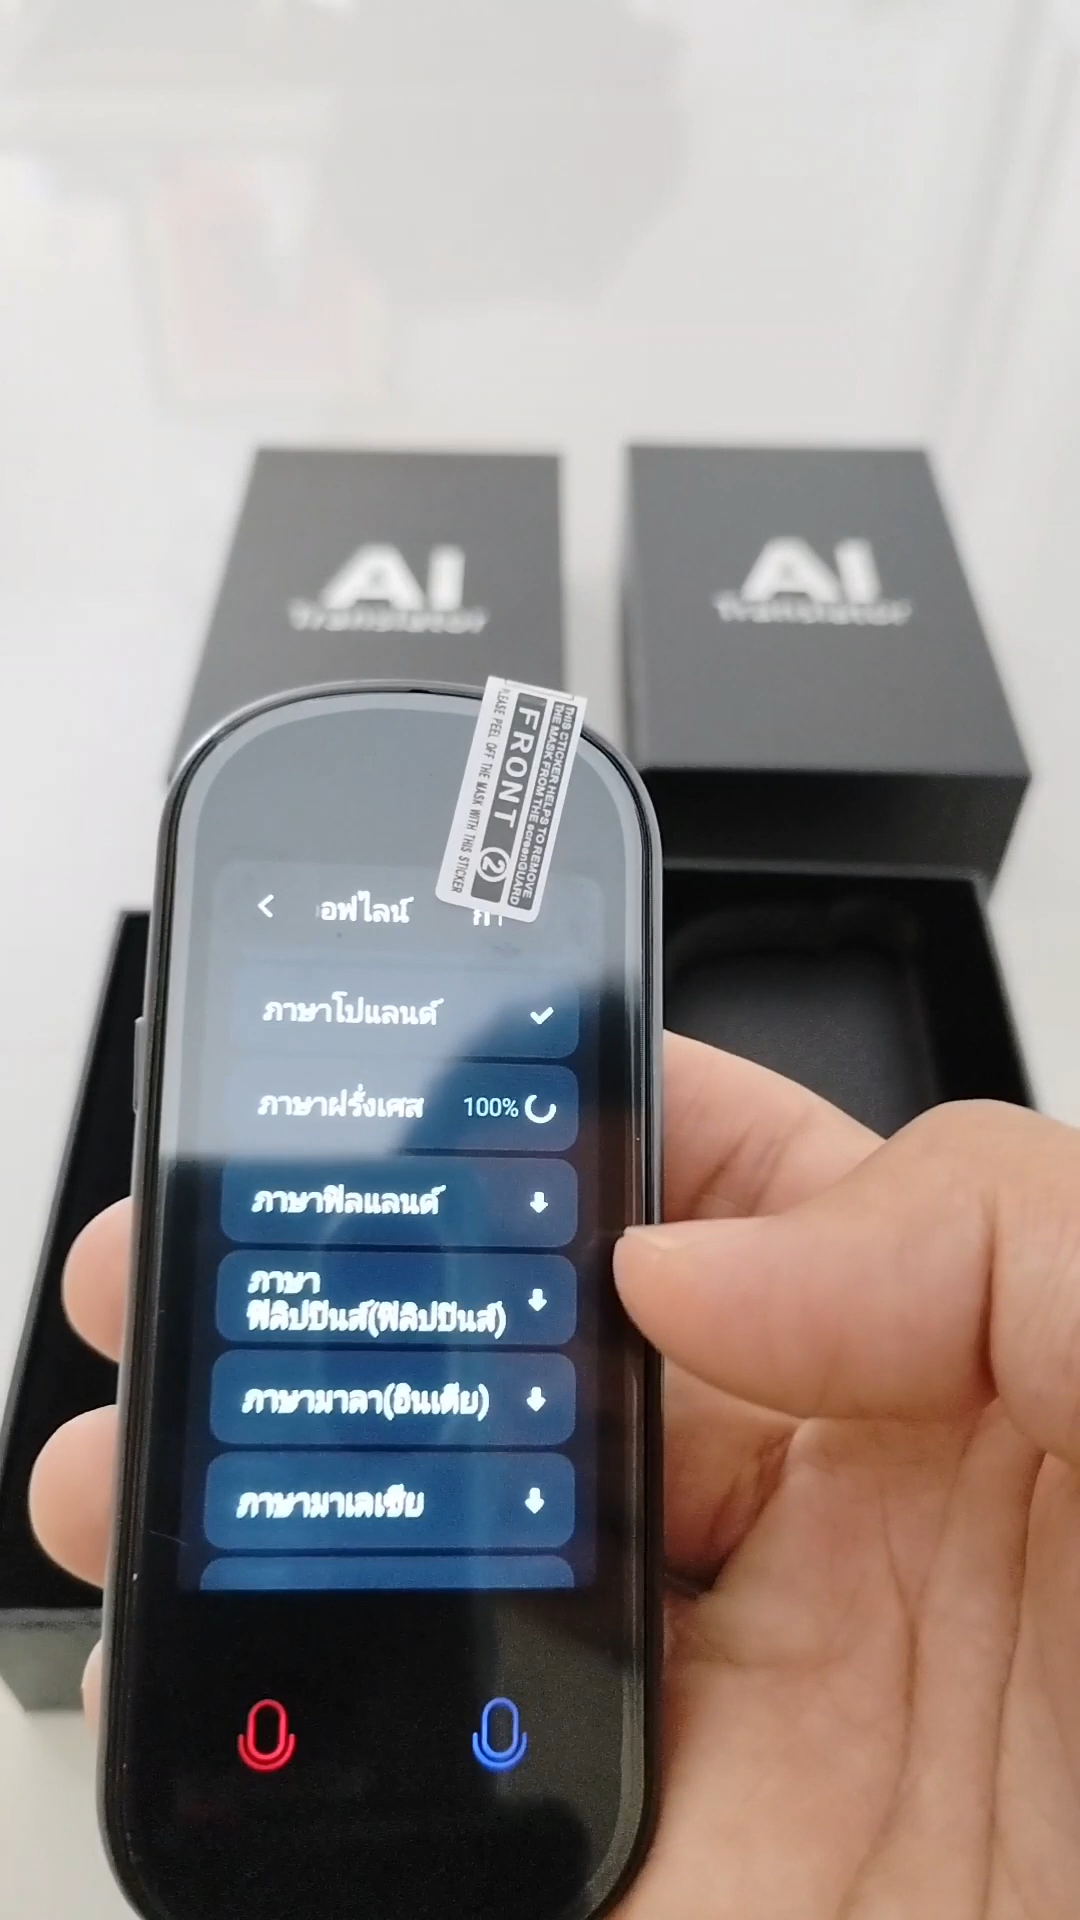 AI
Translator
AI
Translator
THIS CTICKER HELPS TO REMOVE
THE MASK FROM THE screenGUARD
FRONT 2
PLEASE PEEL OFF THE MASK WITH THIS STICKER
อฟไลน์
ภาษาโปแลนด์
ภาษาฝรั่งเศส 100%
ภาษาฟิลแลนด์
ภาษา
ฟิลิปปินส์(ฟิลิปปินส์)
ภาษามาลา(อินเดีย)
ภาษามาเลเซีย